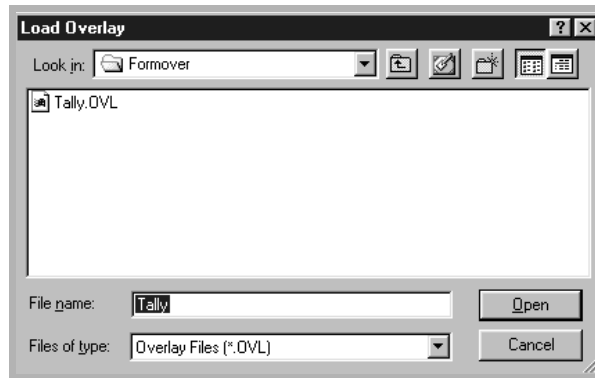 Load Overlay
Look in: Formover
Tally.OVL
File name: Tally Open
Files of type: Overlay Files (*.OVL) Cancel